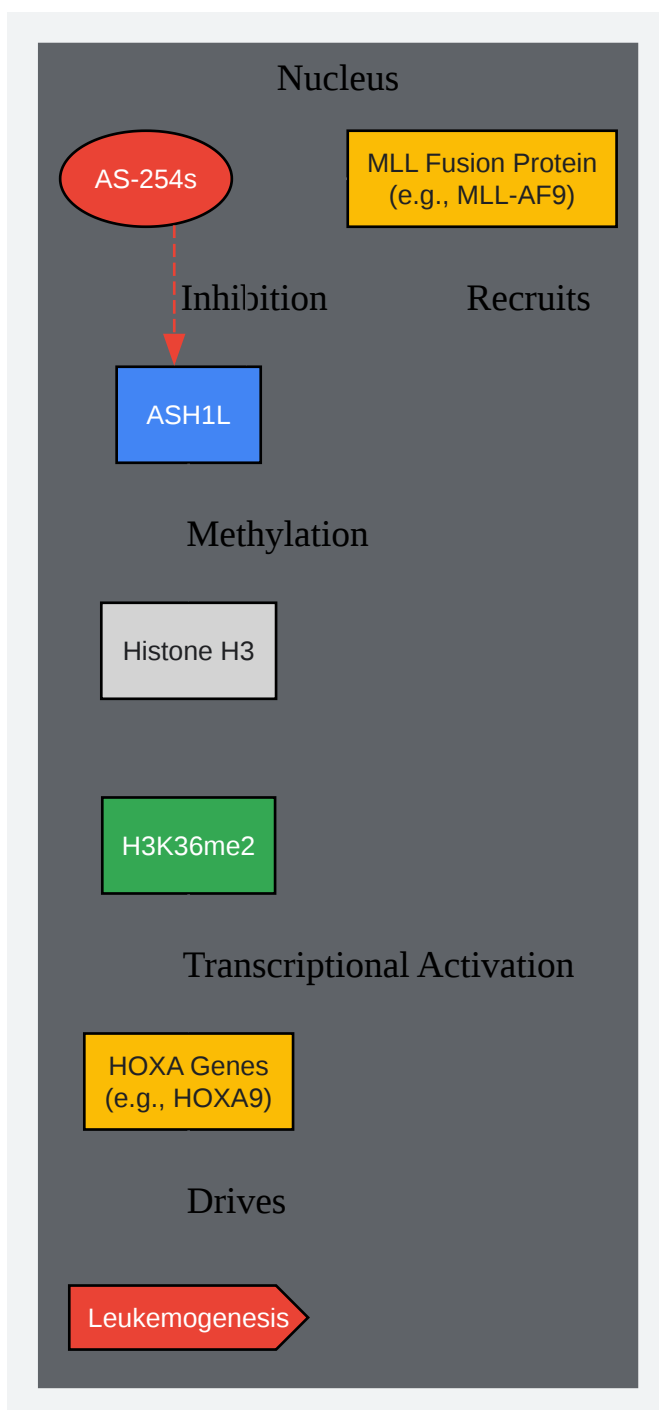 Nucleus
AS-254s
MLL Fusion Protein
(e.g., MLL-AF9)
Inhibition
Recruits
ASH1L
Methylation
Histone H3
H3K36me2
Transcriptional Activation
HOXA Genes
(e.g., HOXA9)
Drives
Leukemogenesis